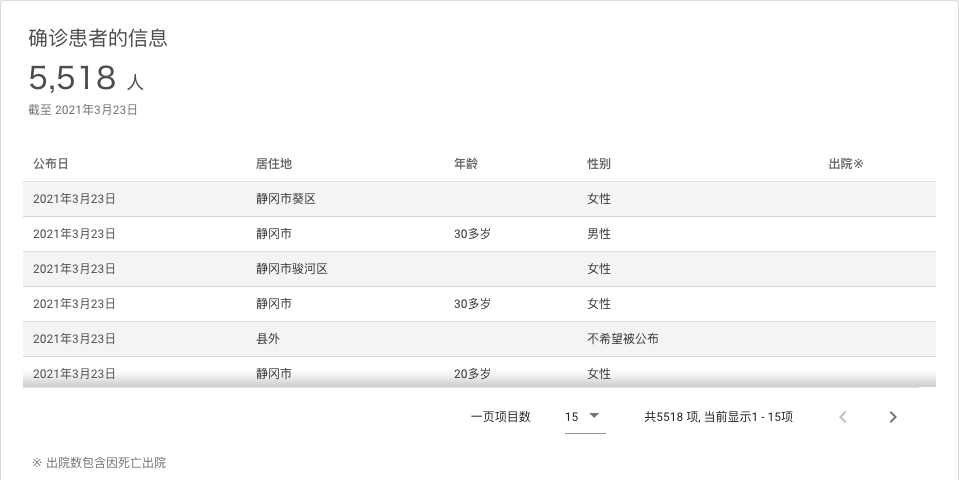 确诊患者的信息
5,518 人
截至 2021年3月23日
公布日 居住地 年龄 性别 出院※
2021年3月23日 静冈市葵区 女性
2021年3月23日 静冈市 30多岁 男性
2021年3月23日 静冈市骏河区 女性
2021年3月23日 静冈市 30多岁 女性
2021年3月23日 县外 不希望被公布
2021年3月23日 静冈市 20多岁 女性
一页项目数 15 共5518 项, 当前显示1 - 15项
※ 出院数包含因死亡出院